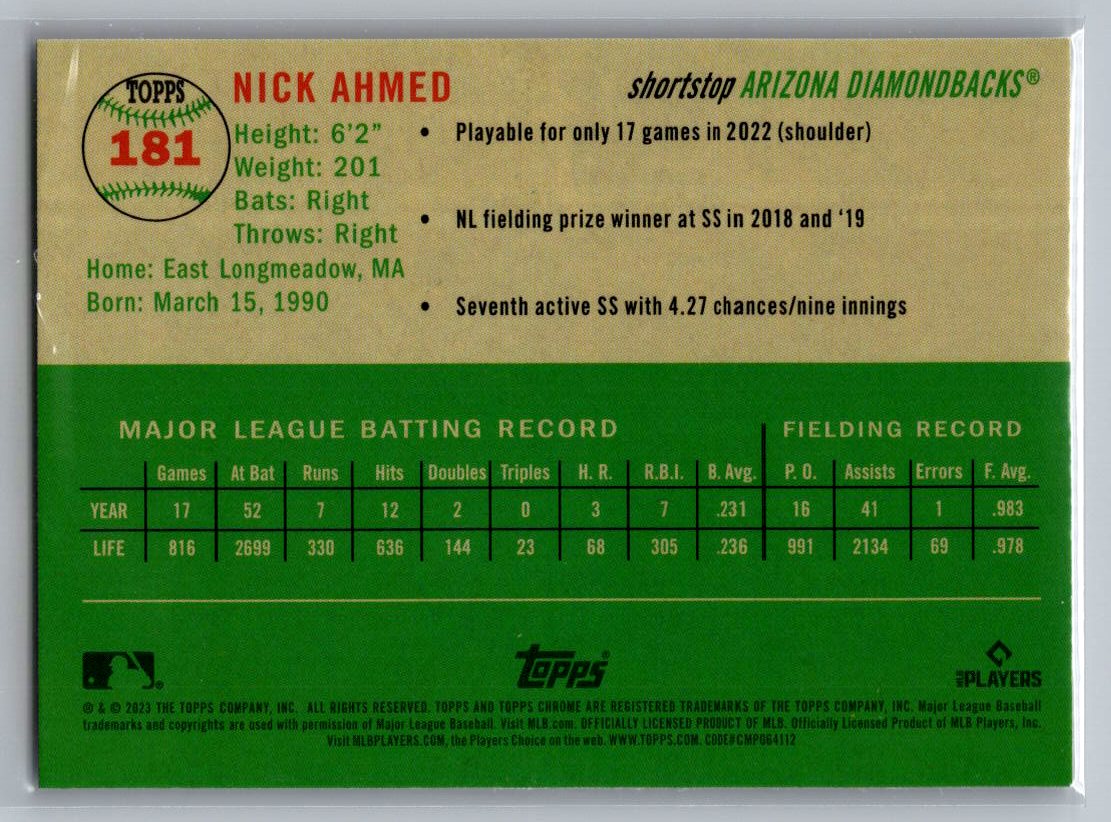 TOPPS
181
NICK AHMED
Height: 6'2"
Weight: 201
Bats: Right
Throws: Right
Home: East Longmeadow, MA
Born: March 15, 1990
shortstop ARIZONA DIAMONDBACKS®
• Playable for only 17 games in 2022 (shoulder)
• NL fielding prize winner at SS in 2018 and '19
• Seventh active SS with 4.27 chances/nine innings
MAJOR LEAGUE BATTING RECORD FIELDING RECORD
Games At Bat Runs Hits Doubles Triples H. R. R.B.I. B. Avg. P. O. Assists Errors F. Avg.
YEAR 17 52 7 12 2 0 3 7 .231 16 41 1 .983
LIFE 816 2699 330 636 144 23 68 305 .236 991 2134 69 .978
Topps®
MLB PLAYERS
® & © 2023 THE TOPPS COMPANY, INC. ALL RIGHTS RESERVED. TOPPS AND TOPPS CHROME ARE REGISTERED TRADEMARKS OF THE TOPPS COMPANY, INC. Major League Baseball
trademarks and copyrights are used with permission of Major League Baseball. Visit MLB.com. OFFICIALLY LICENSED PRODUCT OF MLB. Officially Licensed Product of MLB Players, Inc.
Visit MLBPLAYERS.COM, the Players Choice on the web. WWW.TOPPS.COM. CODE#CMP064112